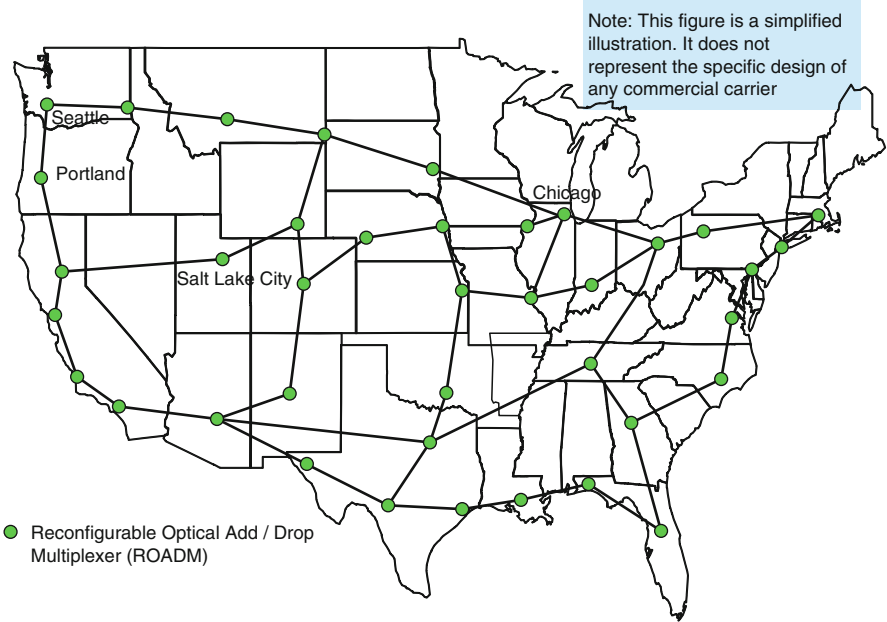 Note: This figure is a simplified
illustration. It does not
represent the specific design of
any commercial carrier
Seattle
Portland
Chicago
Salt Lake City
Reconfigurable Optical Add / Drop
Multiplexer (ROADM)